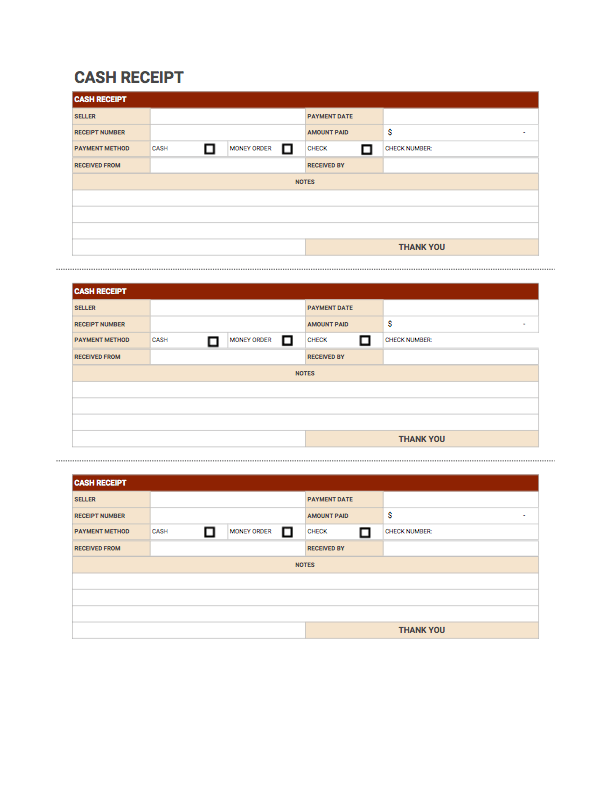 CASH RECEIPT
CASH RECEIPT
SELLER PAYMENT DATE
RECEIPT NUMBER AMOUNT PAID $ -
PAYMENT METHOD CASH MONEY ORDER CHECK CHECK NUMBER:
RECEIVED FROM RECEIVED BY
NOTES
THANK YOU
CASH RECEIPT
SELLER PAYMENT DATE
RECEIPT NUMBER AMOUNT PAID $ -
PAYMENT METHOD CASH MONEY ORDER CHECK CHECK NUMBER:
RECEIVED FROM RECEIVED BY
NOTES
THANK YOU
CASH RECEIPT
SELLER PAYMENT DATE
RECEIPT NUMBER AMOUNT PAID $ -
PAYMENT METHOD CASH MONEY ORDER CHECK CHECK NUMBER:
RECEIVED FROM RECEIVED BY
NOTES
THANK YOU